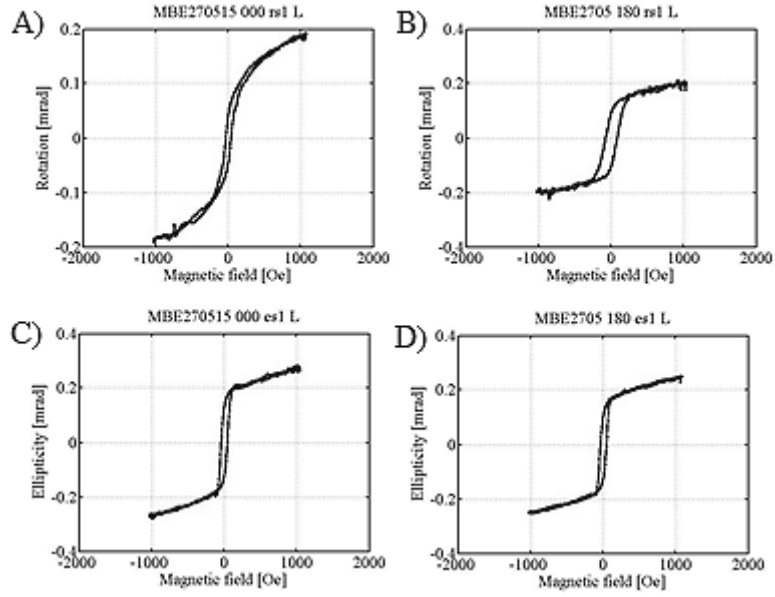 A)
MBE270515 000 rs1 L
0.2
0.1
0
-0.1
-0.2
Rotation [mrad]
-2000 -1000 0 1000 2000
Magnetic field [Oe]
B)
MBE2705 180 rs1 L
0.4
0.2
0
-0.2
-0.4
Rotation [mrad]
-2000 -1000 0 1000 2000
Magnetic field [Oe]
C)
MBE270515 000 es1 L
0.4
0.2
0
-0.2
-0.4
Ellipticity [mrad]
-2000 -1000 0 1000 2000
Magnetic field [Oe]
D)
MBE2705 180 es1 L
0.4
0.2
0
-0.2
-0.4
Ellipticity [mrad]
-2000 -1000 0 1000 2000
Magnetic field [Oe]